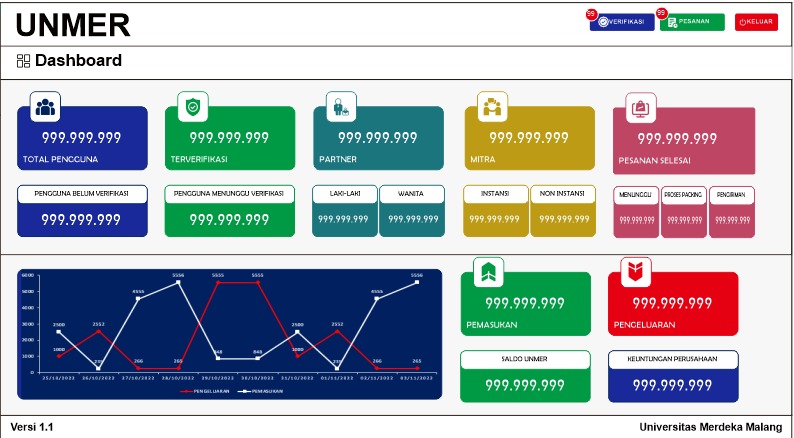 UNMER
99
VERIFIKASI
99
PESANAN
KELUAR
Dashboard
999.999.999
TOTAL PENGGUNA
999.999.999
TERVERIFIKASI
999.999.999
PARTNER
999.999.999
MITRA
999.999.999
PESANAN SELESAI
PENGGUNA BELUM VERIFIKASI
999.999.999
PENGGUNA MENUNGGU VERIFIKASI
999.999.999
LAKI-LAKI
999.999.999
WANITA
999.999.999
INSTANSI
999.999.999
NON INSTANSI
999.999.999
MENUNGGU
999.999.999
PROSES PACKING
999.999.999
PENGIRIMAN
999.999.999
6000
5000
4000
3000
2000
1000
0
2500
1000
2552
235
4555
266
5556
265
5555
848
5555
848
2500
1000
2552
235
4555
266
5556
265
25/10/2022
26/10/2022
27/10/2022
28/10/2022
29/10/2022
30/10/2022
31/10/2022
01/11/2022
02/11/2022
03/11/2022
PENGELUARAN
PEMASUKAN
999.999.999
PEMASUKAN
999.999.999
PENGELUARAN
SALDO UNMER
999.999.999
KEUNTUNGAN PERUSAHAAN
999.999.999
Versi 1.1
Universitas Merdeka Malang